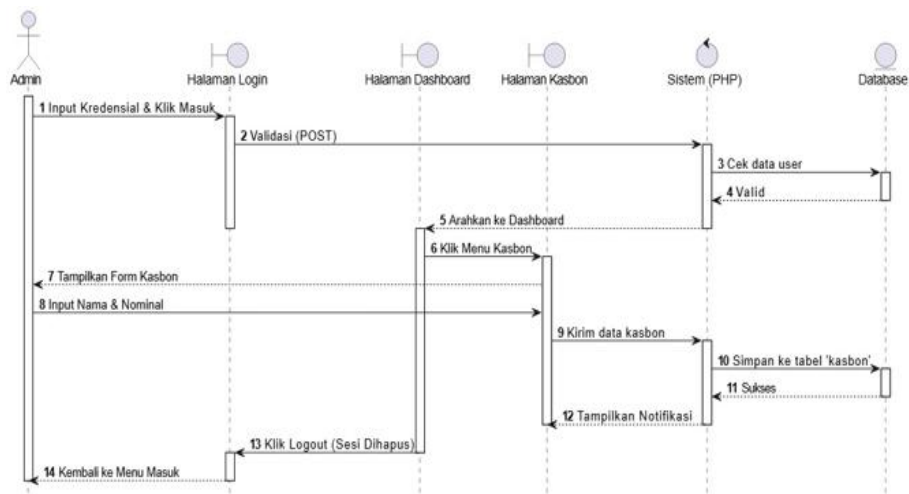 Admin
Halaman Login
Halaman Dashboard
Halaman Kasbon
Sistem (PHP)
Database
1 Input Kredensial & Klik Masuk
2 Validasi (POST)
3 Cek data user
4 Valid
5 Arahkan ke Dashboard
6 Klik Menu Kasbon
7 Tampilkan Form Kasbon
8 Input Nama & Nominal
9 Kirim data kasbon
10 Simpan ke tabel 'kasbon'
11 Sukses
12 Tampilkan Notifikasi
13 Klik Logout (Sesi Dihapus)
14 Kembali ke Menu Masuk